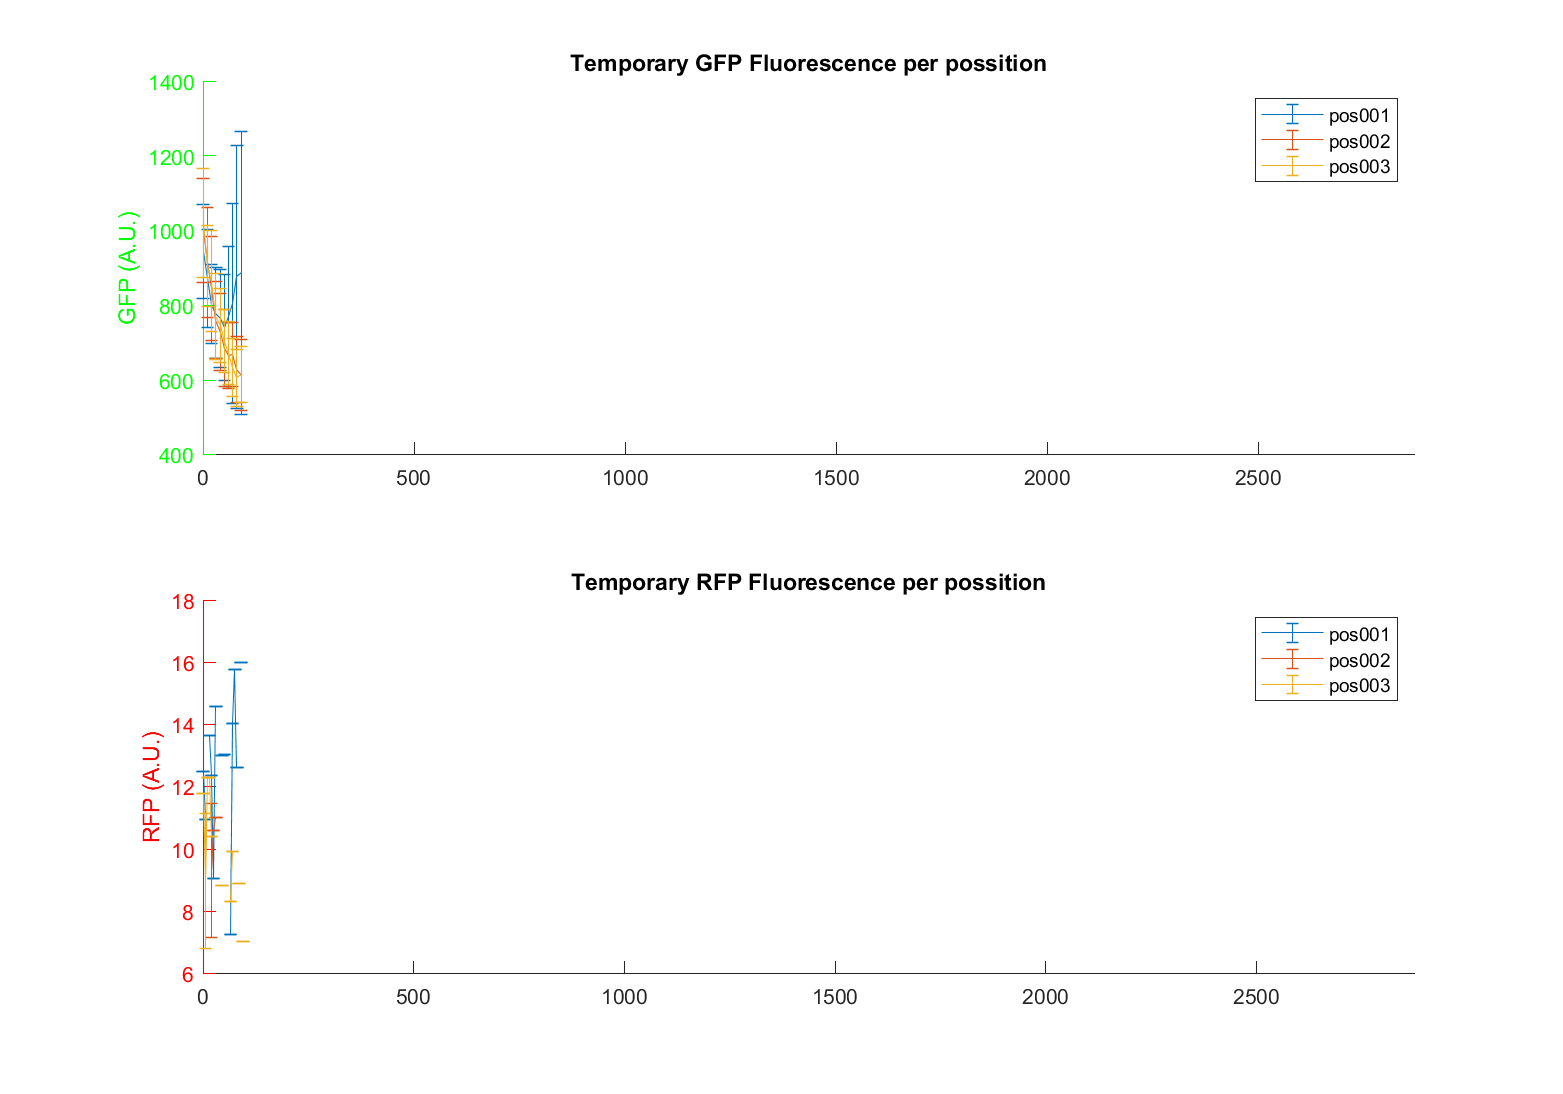 Temporary GFP Fluorescence per possition
1400
1200
1000
800
600
400
GFP (A.U.)
0 500 1000 1500 2000 2500
pos001
pos002
pos003
Temporary RFP Fluorescence per possition
18
16
14
12
10
8
6
RFP (A.U.)
0 500 1000 1500 2000 2500
pos001
pos002
pos003